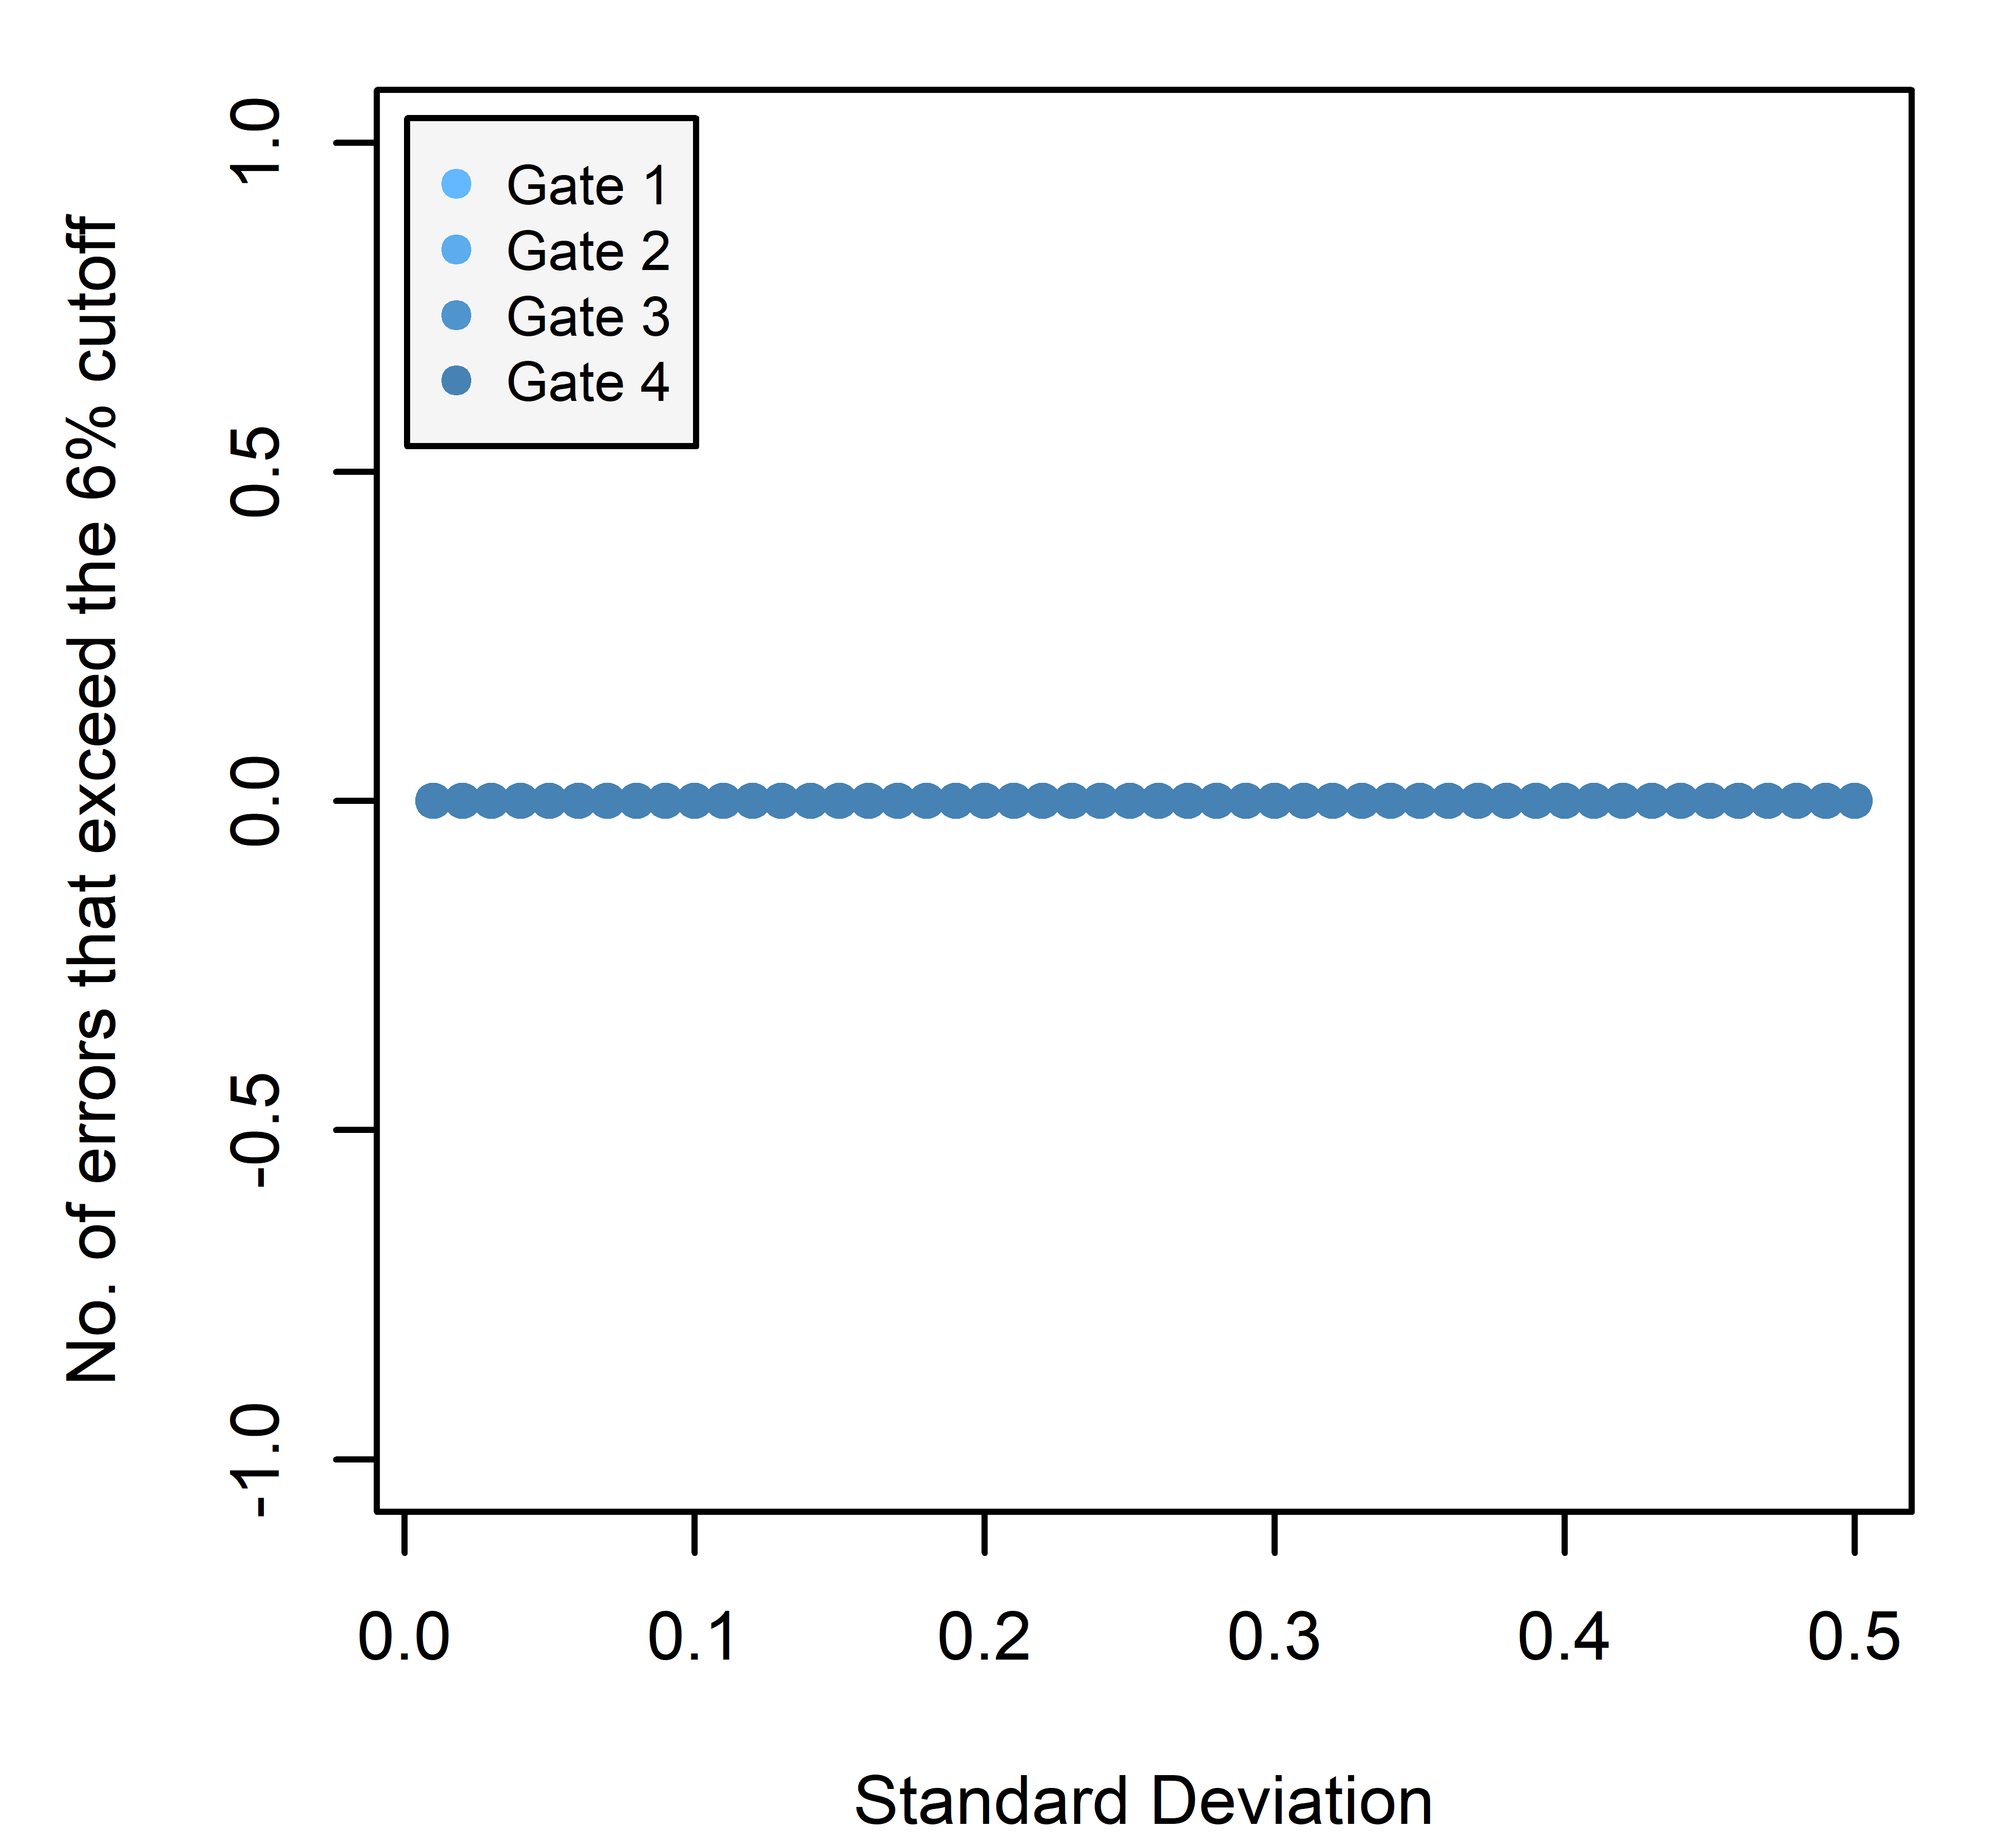 No. of errors that exceed the 6% cutoff
1.0
0.5
0.0
-0.5
-1.0
Gate 1
Gate 2
Gate 3
Gate 4
0.0 0.1 0.2 0.3 0.4 0.5
Standard Deviation